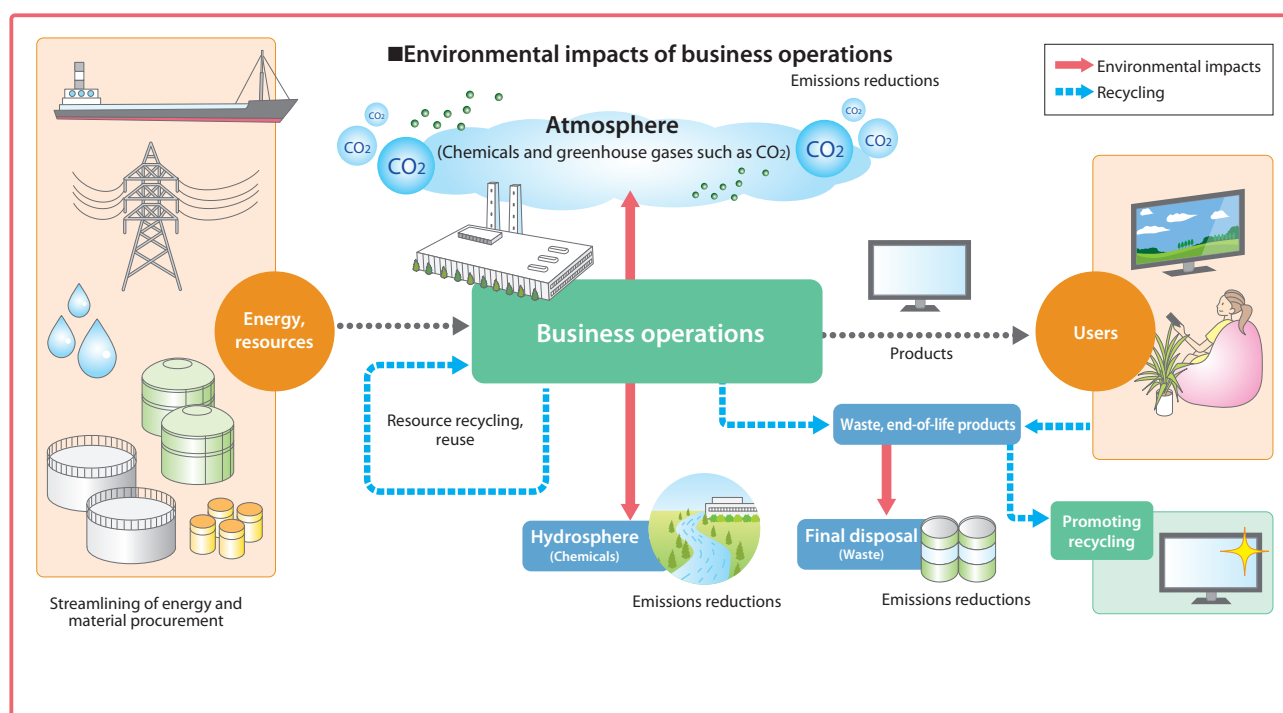 ■Environmental impacts of business operations
Environmental impacts
Recycling
Emissions reductions
CO2
CO2
CO2
Atmosphere
(Chemicals and greenhouse gases such as CO2)
CO2
CO2
CO2
Energy,
resources
Business operations
Products
Users
Resource recycling,
reuse
Waste, end-of-life products
Hydrosphere
(Chemicals)
Emissions reductions
Final disposal
(Waste)
Emissions reductions
Promoting
recycling
Streamlining of energy and
material procurement